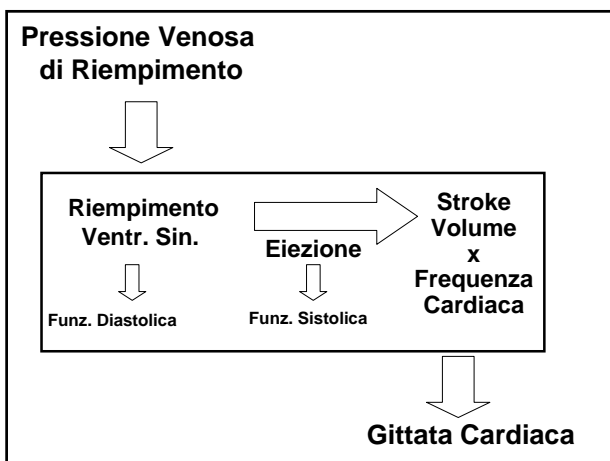 Pressione Venosa
di Riempimento
Riempimento
Ventr. Sin.
Eiezione
Stroke
Volume
x
Frequenza
Cardiaca
Funz. Diastolica
Funz. Sistolica
Gittata Cardiaca